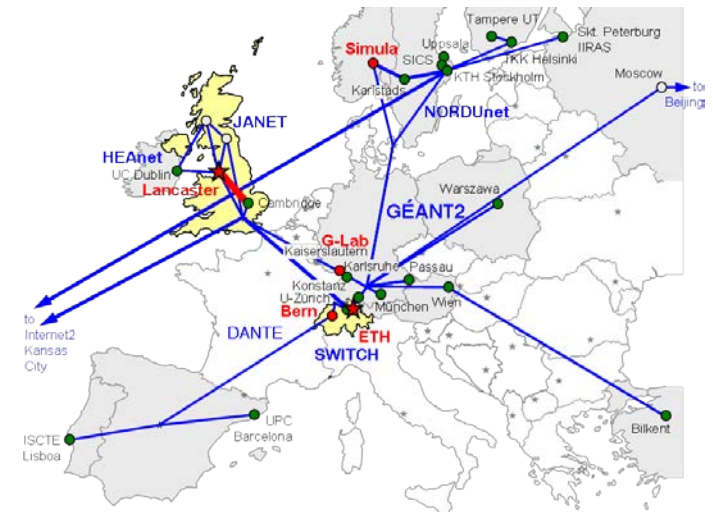 Tampere UT
Skt. Peterburg
IIRAS
Simula
Uppsala
SICS
TKK Helsinki
KTH Stoskholm
Karlstads
Moscow
to
Beijing
NORDUnet
JANET
HEAnet
UC Dublin
Lancaster
Cambridge
Warszawa
GÉANT2
G-Lab
Kaiserslautern
Karlsruhe
Passau
Konstanz
U-Zürich
München
Wien
Bern
ETH
SWITCH
DANTE
to
Internet2
Kansas
City
UPC
Barcelona
ISCTE
Lisboa
Bilkent